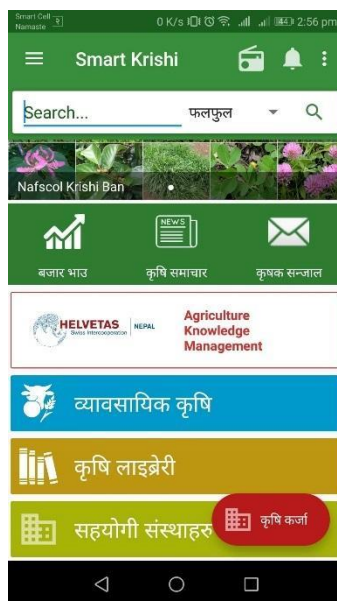 Smart Cell
Namaste
0 K/s
2:56 pm
Smart Krishi
Search...
फलफुल
Nafscol Krishi Ban
NEWS
बजार भाउ
कृषि समाचार
कृषक सन्जाल
HELVETAS
Swiss Intercooperation
NEPAL
Agriculture
Knowledge
Management
व्यावसायिक कृषि
कृषि लाइब्रेरी
सहयोगी संस्थाहरु
कृषि कर्जा